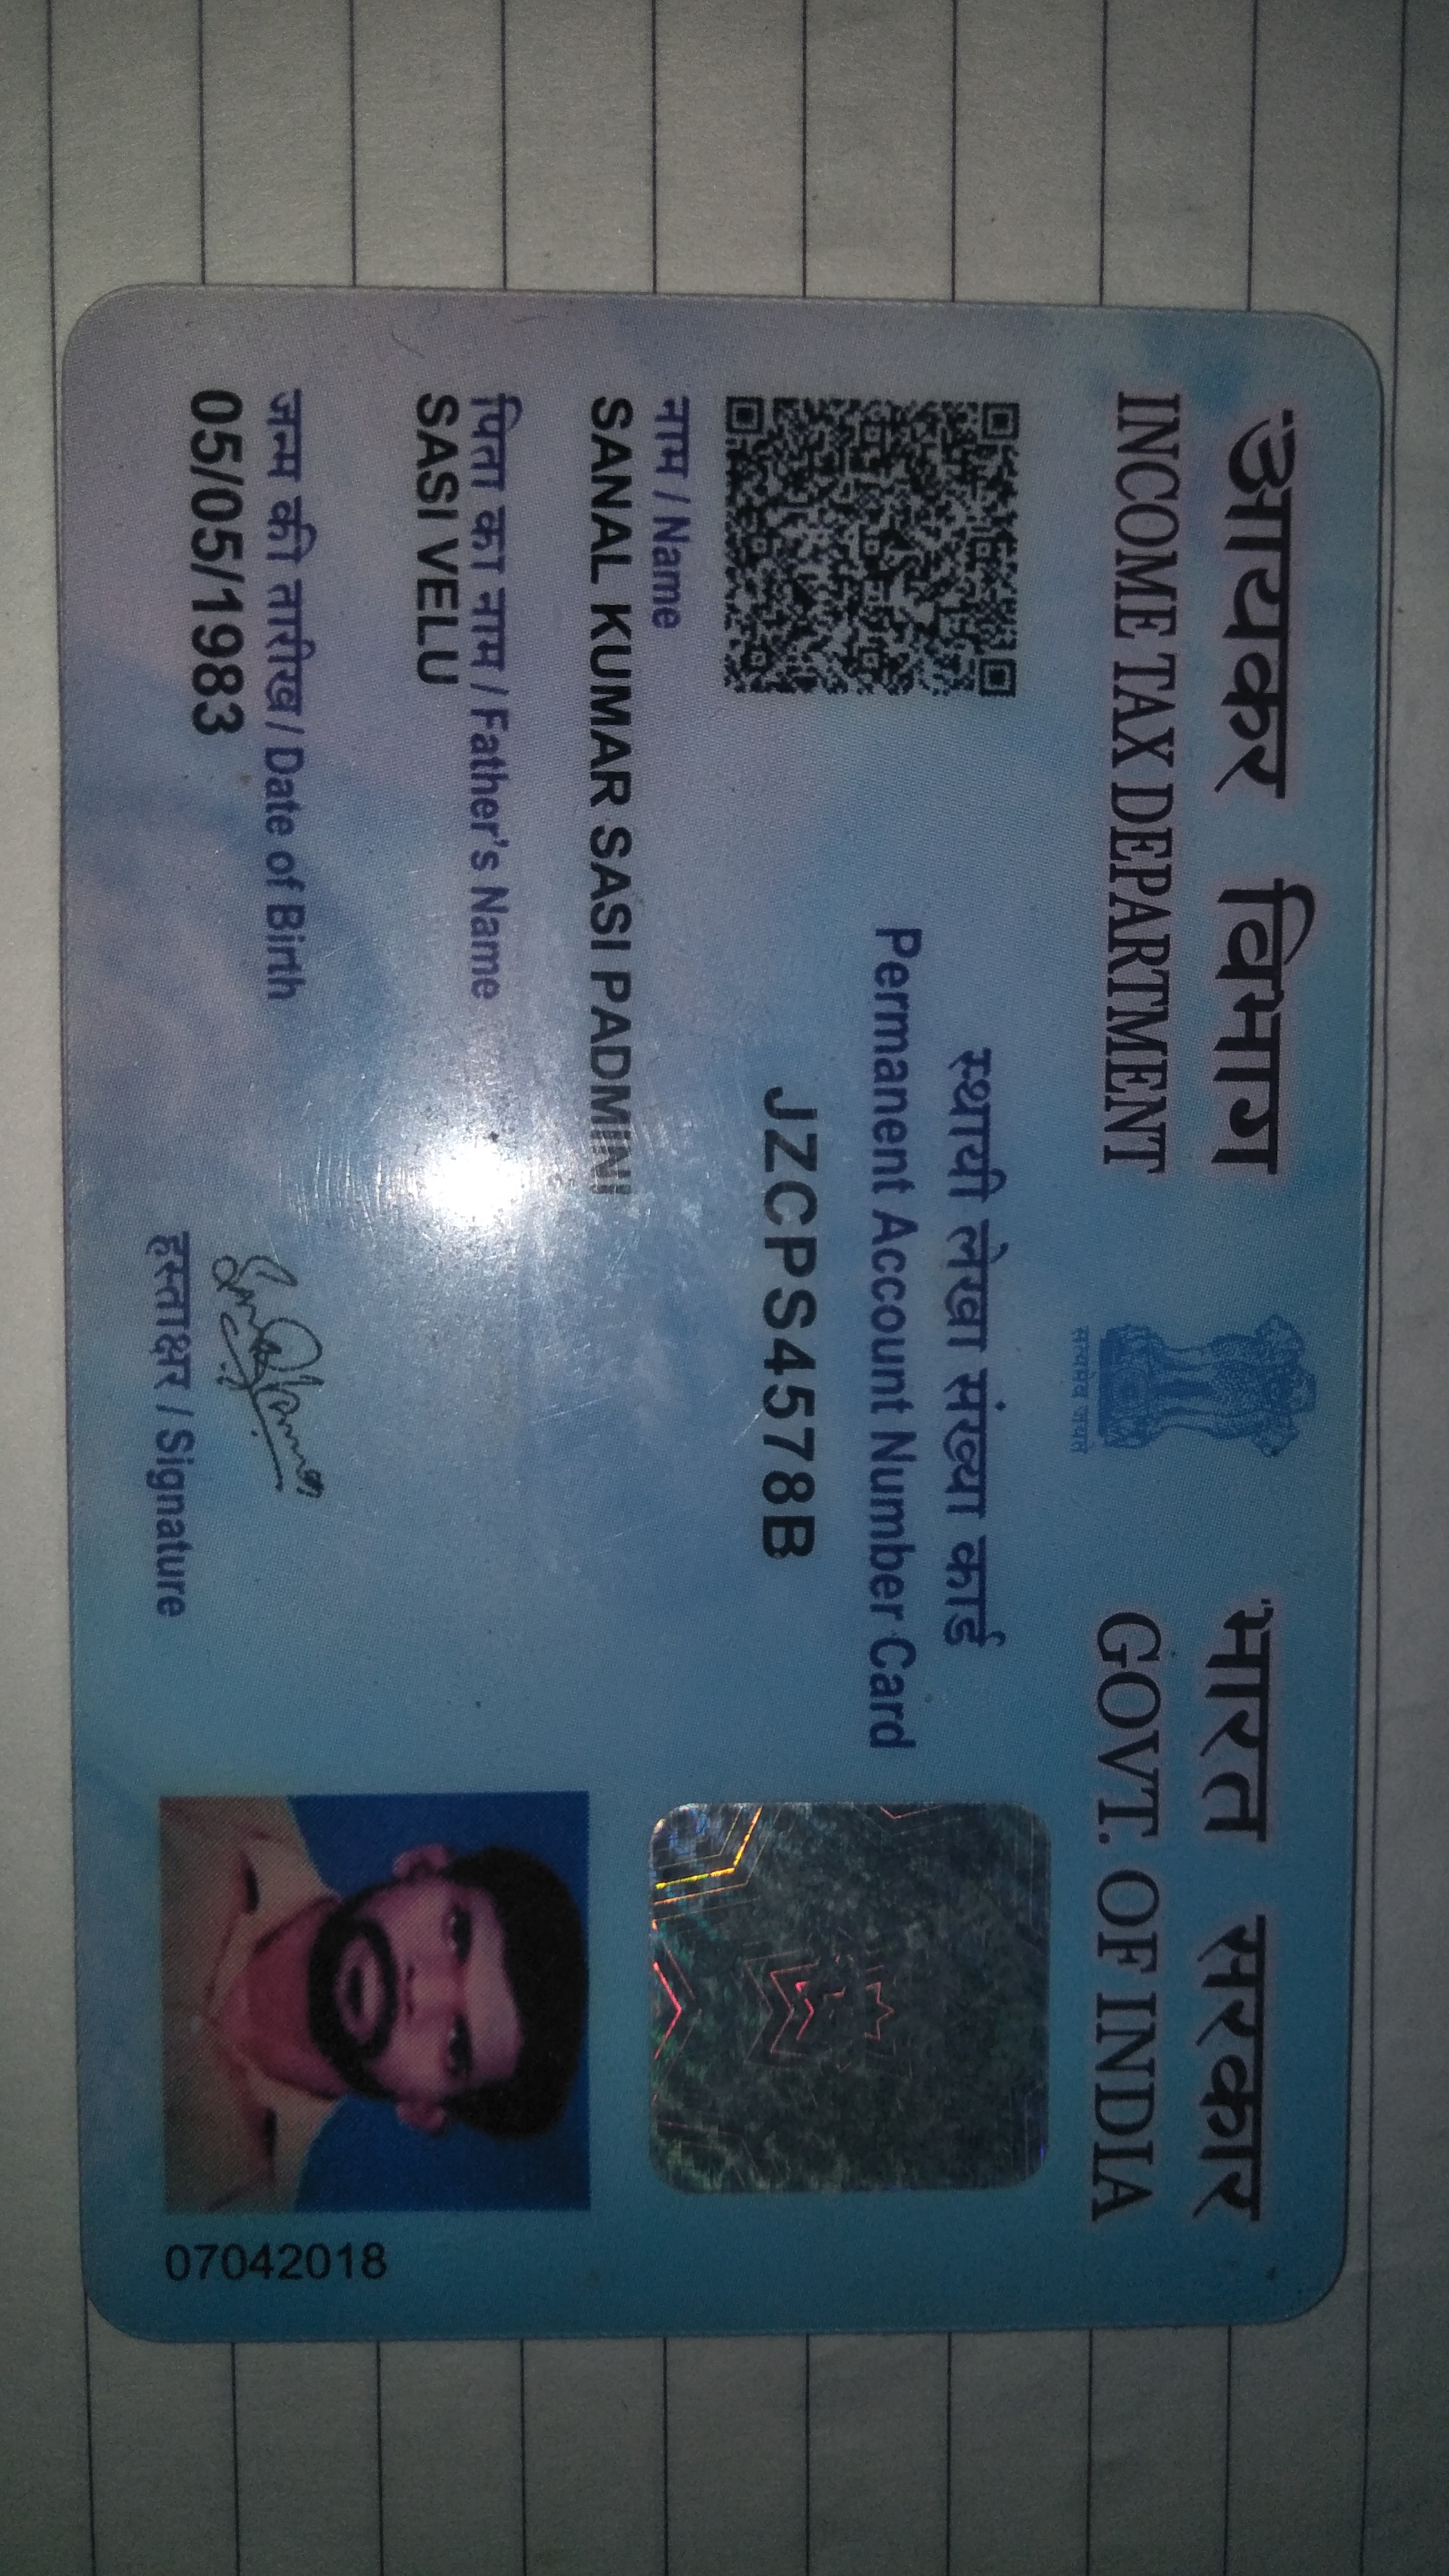 आयकर विभाग
INCOME TAX DEPARTMENT
सत्यमेव जयते
भारत सरकार
GOVT. OF INDIA
स्थायी लेखा संख्या कार्ड
Permanent Account Number Card
JZCPS4578B
नाम / Name
SANAL KUMAR SASI PADMINI
पिता का नाम / Father's Name
SASI VELU
जन्म की तारीख / Date of Birth
05/05/1983
हस्ताक्षर / Signature
07042018